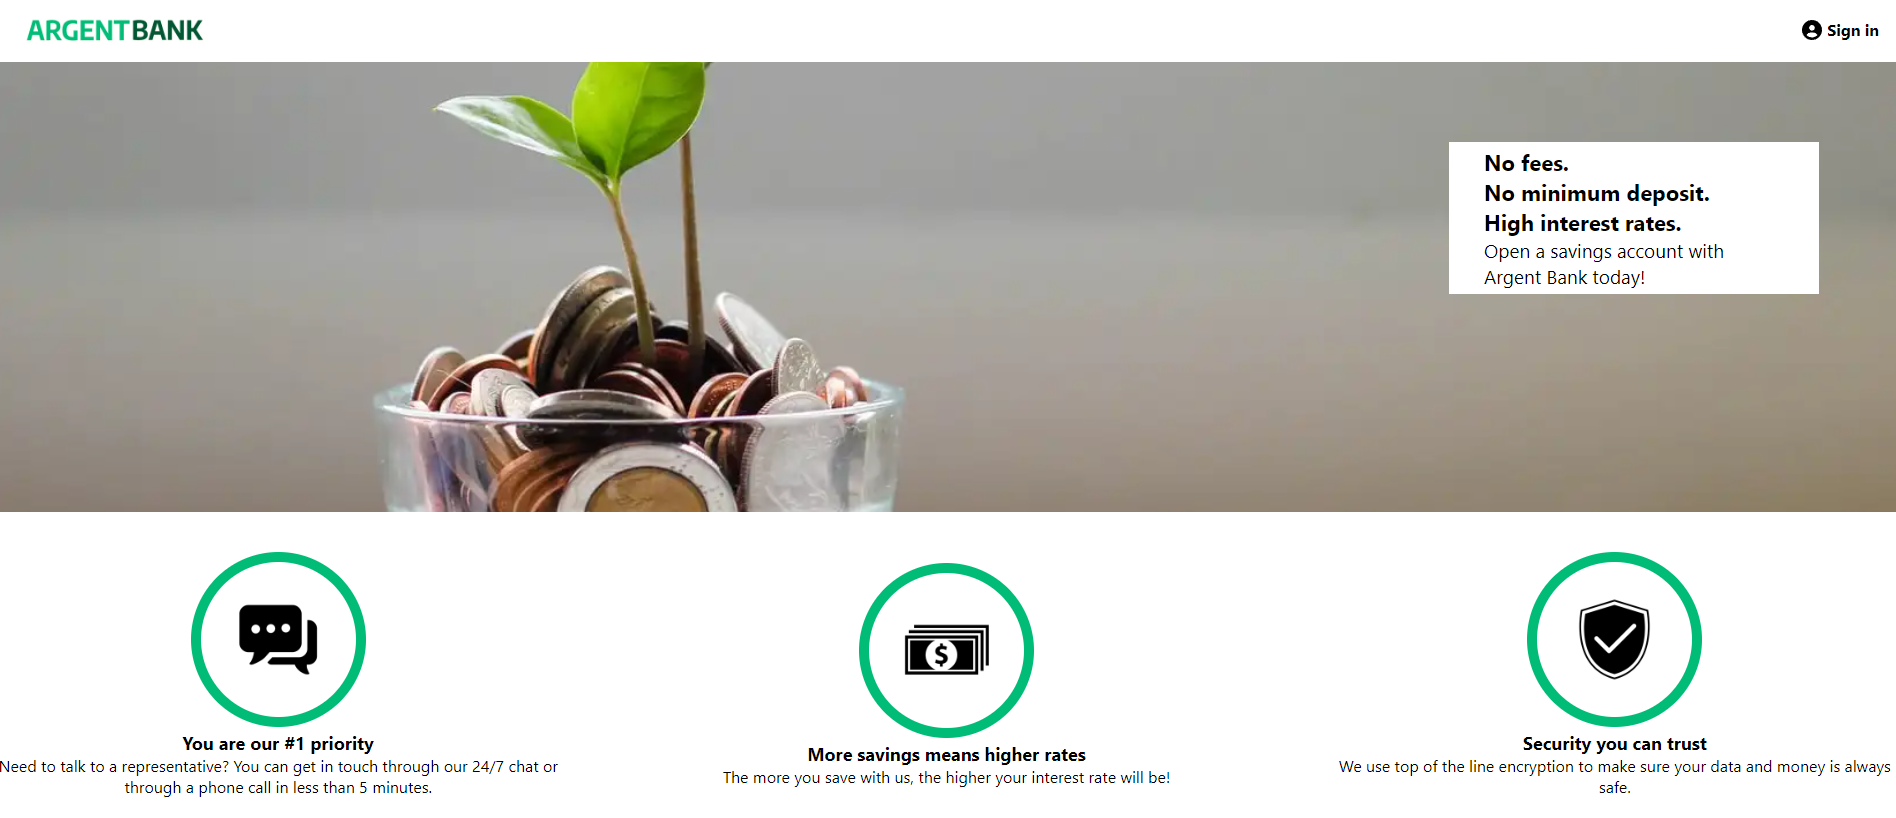 ARGENTBANK
Sign in
No fees.
No minimum deposit.
High interest rates.
Open a savings account with
Argent Bank today!
You are our #1 priority
Need to talk to a representative? You can get in touch through our 24/7 chat or
through a phone call in less than 5 minutes.
$
More savings means higher rates
The more you save with us, the higher your interest rate will be!
Security you can trust
We use top of the line encryption to make sure your data and money is always
safe.